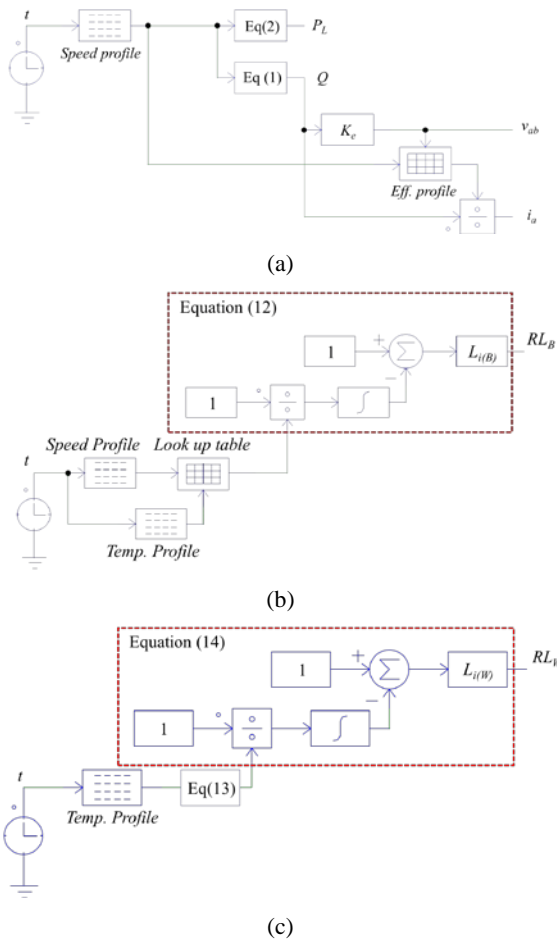 t
Speed profile
Eq(2)
P_L
Eq (1)
Q
K_e
v_ab
Eff. profile
÷
i_a
(a)
Equation (12)
1
+
Σ
−
L_i(B)
RL_B
1
÷
∫
Speed Profile
Look up table
t
Temp. Profile
(b)
Equation (14)
1
+
Σ
−
L_i(W)
RL
1
÷
∫
t
Temp. Profile
Eq(13)
(c)